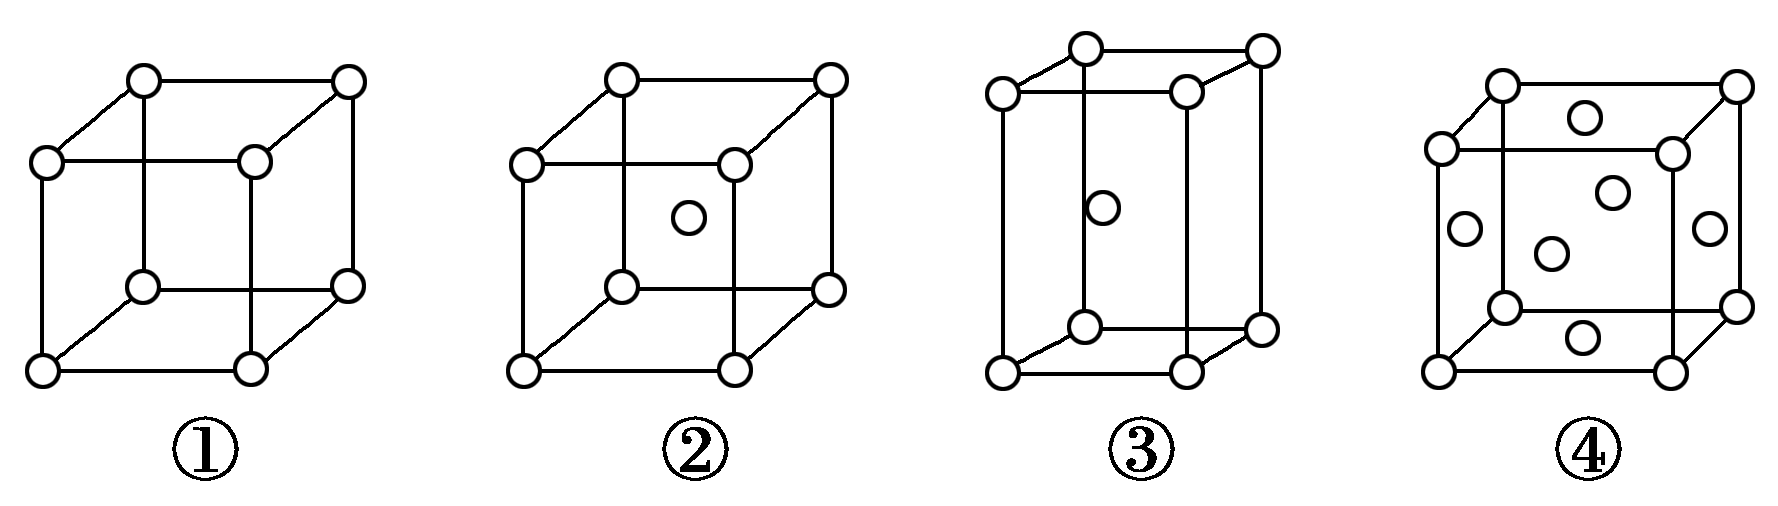 ① ② ③ ④